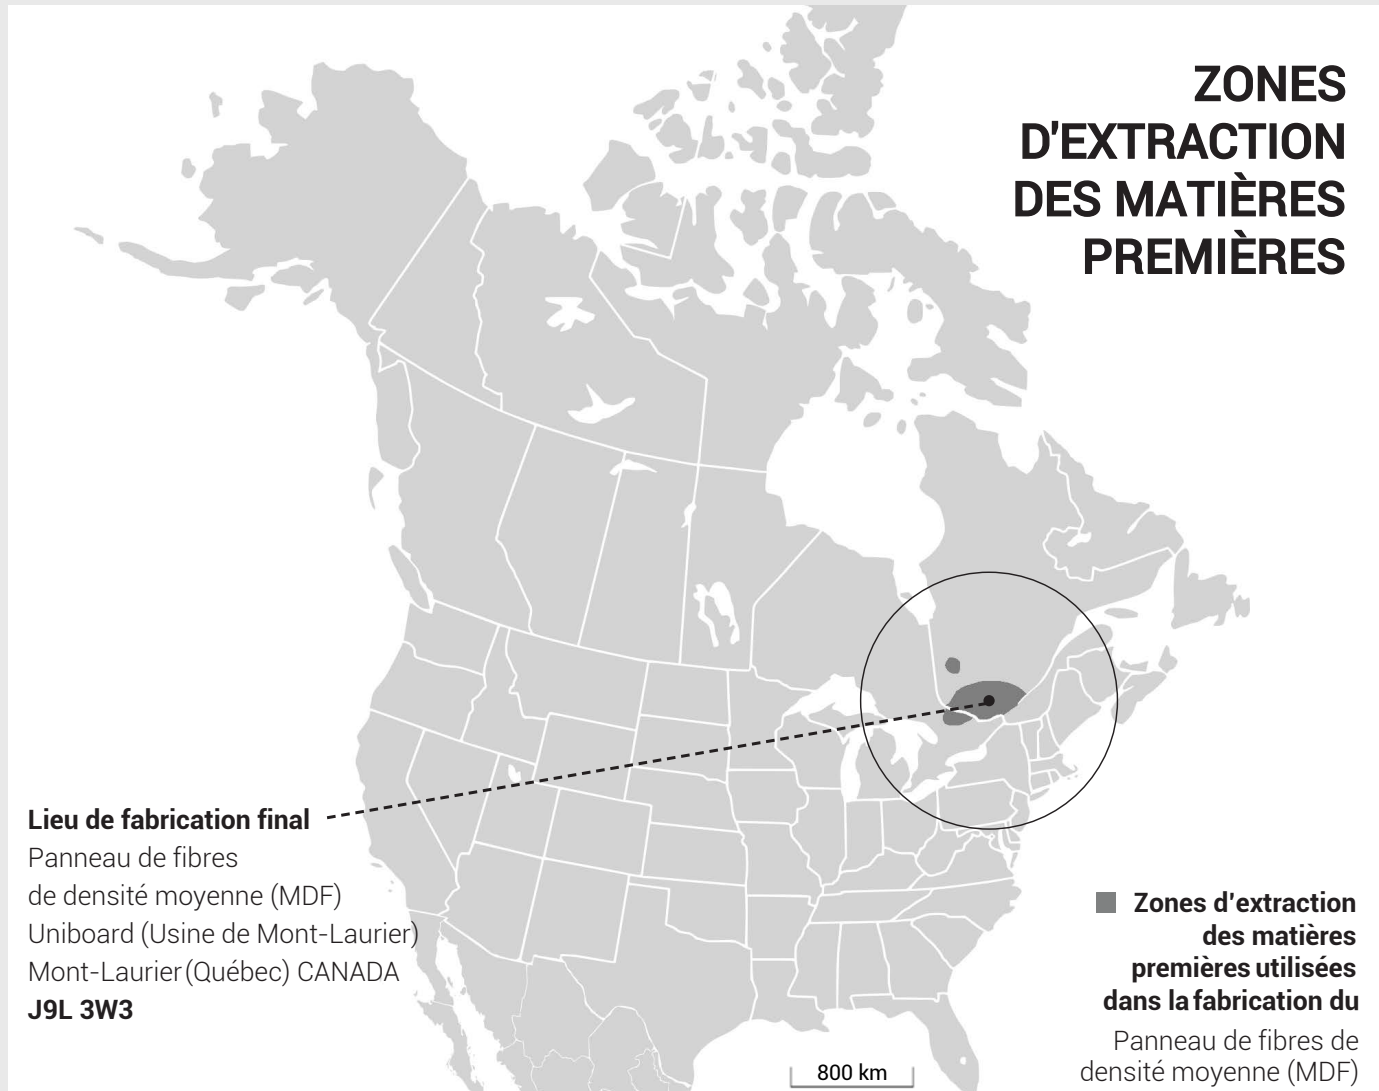 ZONES
D'EXTRACTION
DES MATIÈRES
PREMIÈRES
Lieu de fabrication final
Panneau de fibres
de densité moyenne (MDF)
Uniboard (Usine de Mont-Laurier)
Mont-Laurier (Québec) CANADA
J9L 3W3
Zones d'extraction
des matières
premières utilisées
dans la fabrication du
Panneau de fibres de
densité moyenne (MDF)
800 km